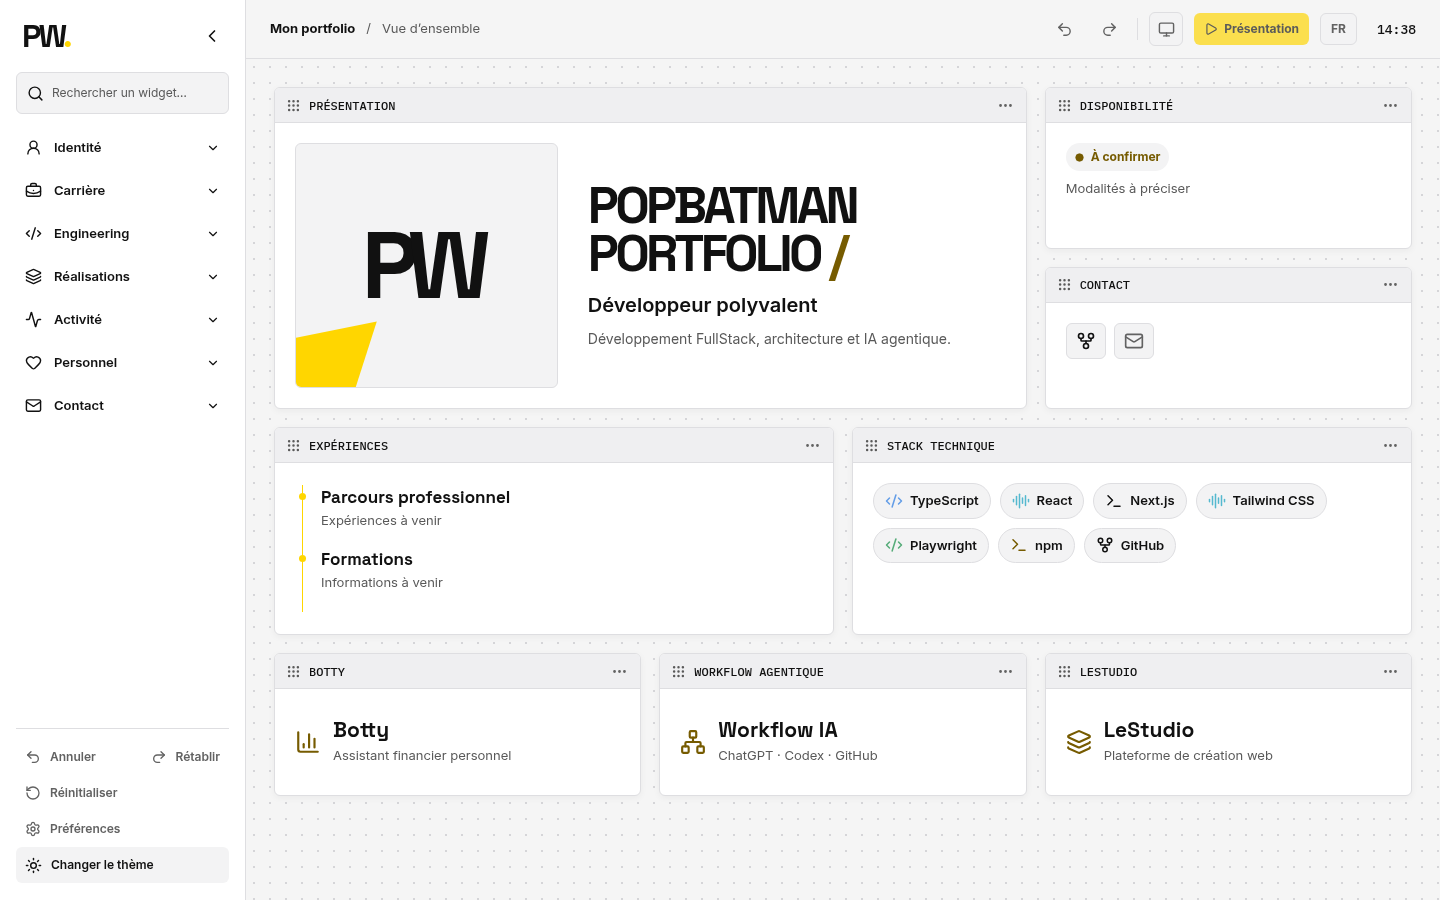 PW.
Rechercher un widget...
Identité
Carrière
Engineering
Réalisations
Activité
Personnel
Contact
Annuler
Rétablir
Réinitialiser
Préférences
Changer le thème
Mon portfolio / Vue d’ensemble
Présentation
FR
14:38
PRÉSENTATION
PW
POPBATMAN
PORTFOLIO /
Développeur polyvalent
Développement FullStack, architecture et IA agentique.
DISPONIBILITÉ
À confirmer
Modalités à préciser
CONTACT
EXPÉRIENCES
Parcours professionnel
Expériences à venir
Formations
Informations à venir
STACK TECHNIQUE
TypeScript
React
Next.js
Tailwind CSS
Playwright
npm
GitHub
BOTTY
Botty
Assistant financier personnel
WORKFLOW AGENTIQUE
Workflow IA
ChatGPT · Codex · GitHub
LESTUDIO
LeStudio
Plateforme de création web